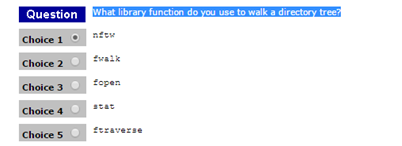 Question What library function do you use to walk a directory tree?
Choice 1 nftw
Choice 2 fwalk
Choice 3 fopen
Choice 4 stat
Choice 5 ftraverse